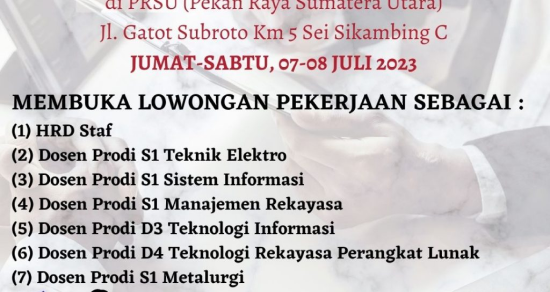 di PRSU (Pekan Raya Sumatera Utara)
Jl. Gatot Subroto Km 5 Sei Sikambing C
JUMAT-SABTU, 07-08 JULI 2023
MEMBUKA LOWONGAN PEKERJAAN SEBAGAI :
(1) HRD Staf
(2) Dosen Prodi S1 Teknik Elektro
(3) Dosen Prodi S1 Sistem Informasi
(4) Dosen Prodi S1 Manajemen Rekayasa
(5) Dosen Prodi D3 Teknologi Informasi
(6) Dosen Prodi D4 Teknologi Rekayasa Perangkat Lunak
(7) Dosen Prodi S1 Metalurgi